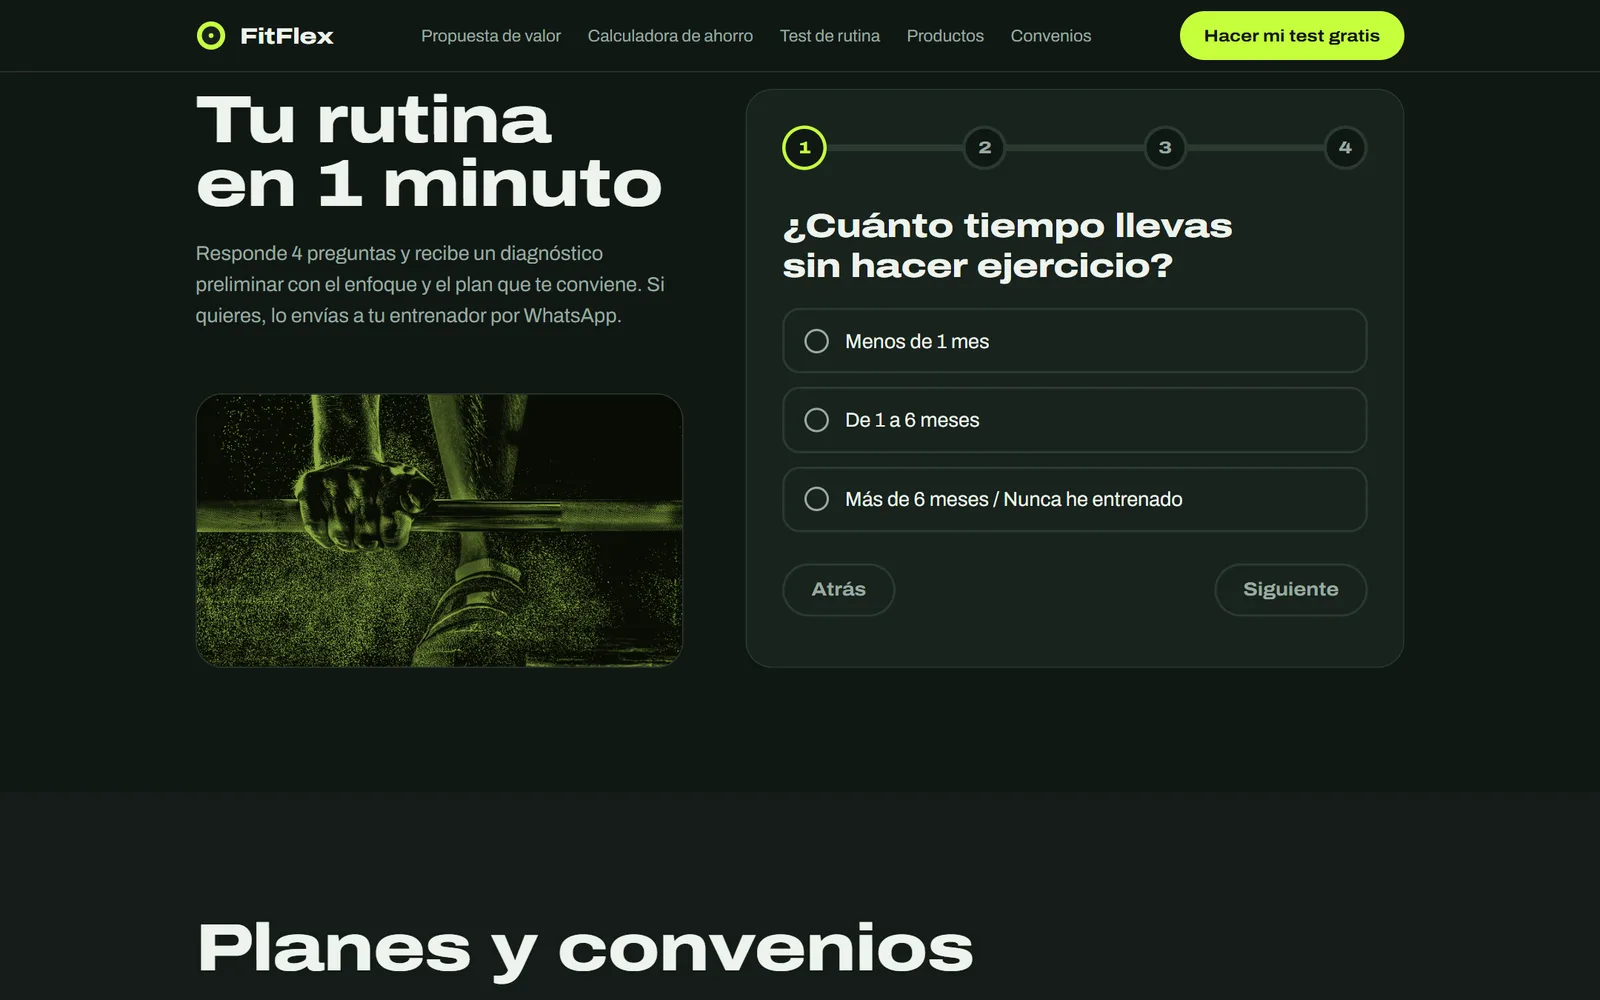 FitFlex
Propuesta de valor
Calculadora de ahorro
Test de rutina
Productos
Convenios
Hacer mi test gratis
Tu rutina
en 1 minuto
Responde 4 preguntas y recibe un diagnóstico
preliminar con el enfoque y el plan que te conviene. Si
quieres, lo envías a tu entrenador por WhatsApp.
1
2
3
4
¿Cuánto tiempo llevas
sin hacer ejercicio?
Menos de 1 mes
De 1 a 6 meses
Más de 6 meses / Nunca he entrenado
Atrás
Siguiente
Planes y convenios